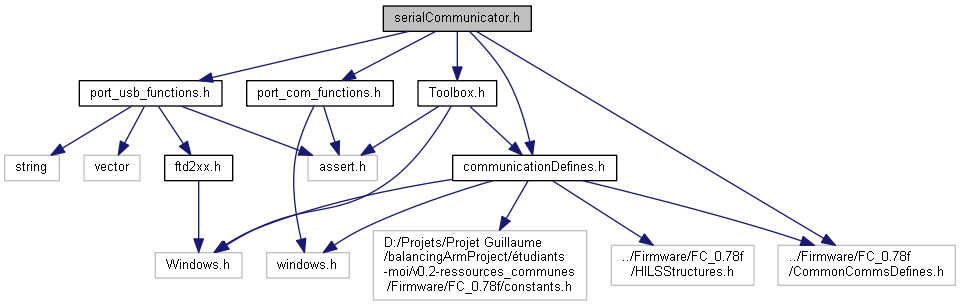 serialCommunicator.h
port_usb_functions.h
port_com_functions.h
Toolbox.h
string
vector
ftd2xx.h
assert.h
communicationDefines.h
Windows.h
windows.h
D:/Projets/Projet Guillaume
/balancingArmProject/étudiants
-moi/v0.2-ressources_communes
/Firmware/FC_0.78f/constants.h
../Firmware/FC_0.78f
/HILSStructures.h
../Firmware/FC_0.78f
/CommonCommsDefines.h